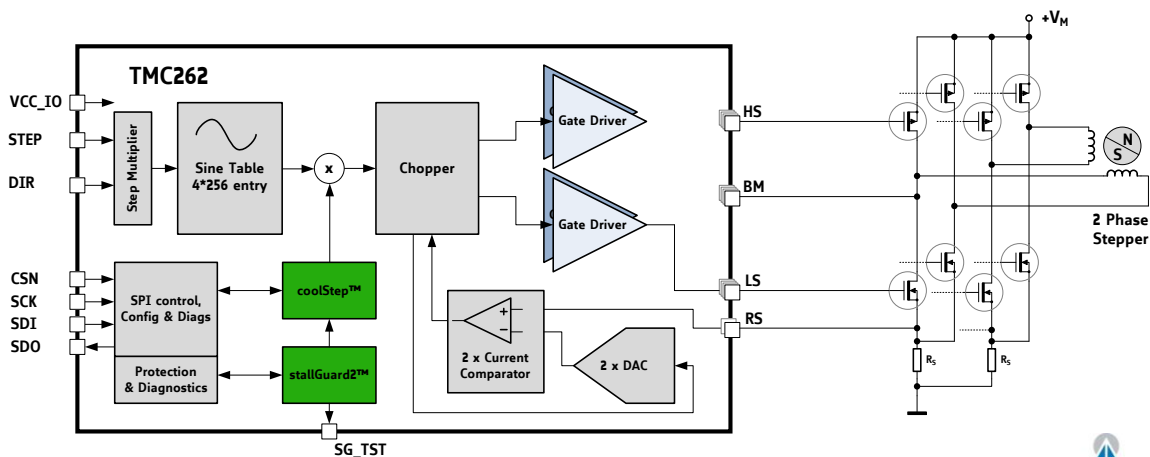 +VM
TMC262
VCC_IO
STEP
DIR
CSN
SCK
SDI
SDO
Step Multiplier
Sine Table
4*256 entry
x
Chopper
Gate Driver
Gate Driver
HS
BM
LS
RS
N
S
2 Phase
Stepper
SPI control,
Config & Diags
Protection
& Diagnostics
coolStep™
stallGuard2™
+
−
2 x Current
Comparator
2 x DAC
RS
RS
SG_TST